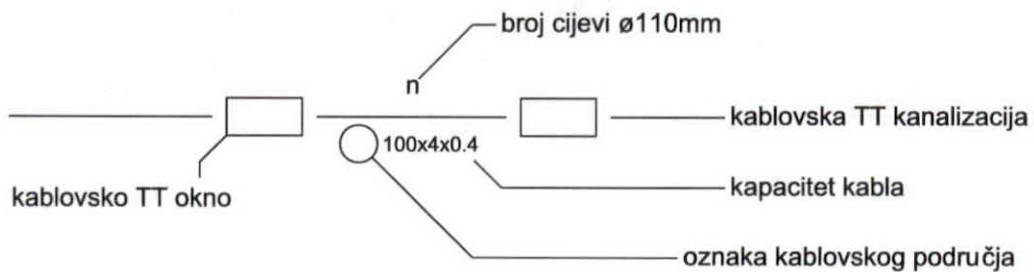 broj cijevi ø110mm
n
kablovska TT kanalizacija
100x4x0.4
kablovsko TT okno
kapacitet kabla
oznaka kablovskog područja